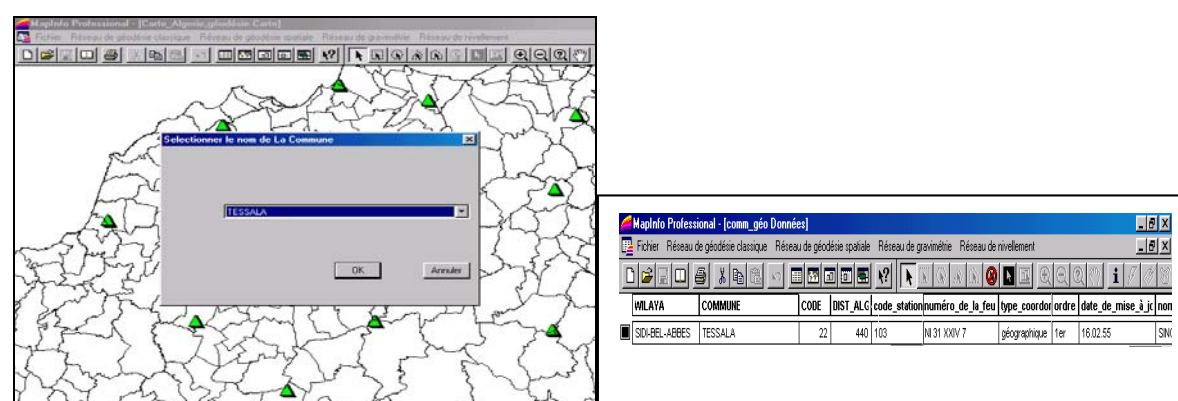 MapInfo Professional - [Carte_Algérie,géodésie Carte]
Fichier Réseau de géodésie classique Réseau de géodésie spatiale Réseau de gravimétrie Réseau de nivellement
Selectionner le nom de La Commune
TESSALA
OK Annuler
MapInfo Professional - [comm_géo Données]
Fichier Réseau de géodésie classique Réseau de géodésie spatiale Réseau de gravimétrie Réseau de nivellement
WILAYA COMMUNE CODE DIST_ALG code_station numéro_de_la_feu type_coordor ordre date_de_mise_à_jc nom
SIDI-BEL-ABBES TESSALA 22 440 103 NI 31 XXIV 7 géographique 1er 16.02.55